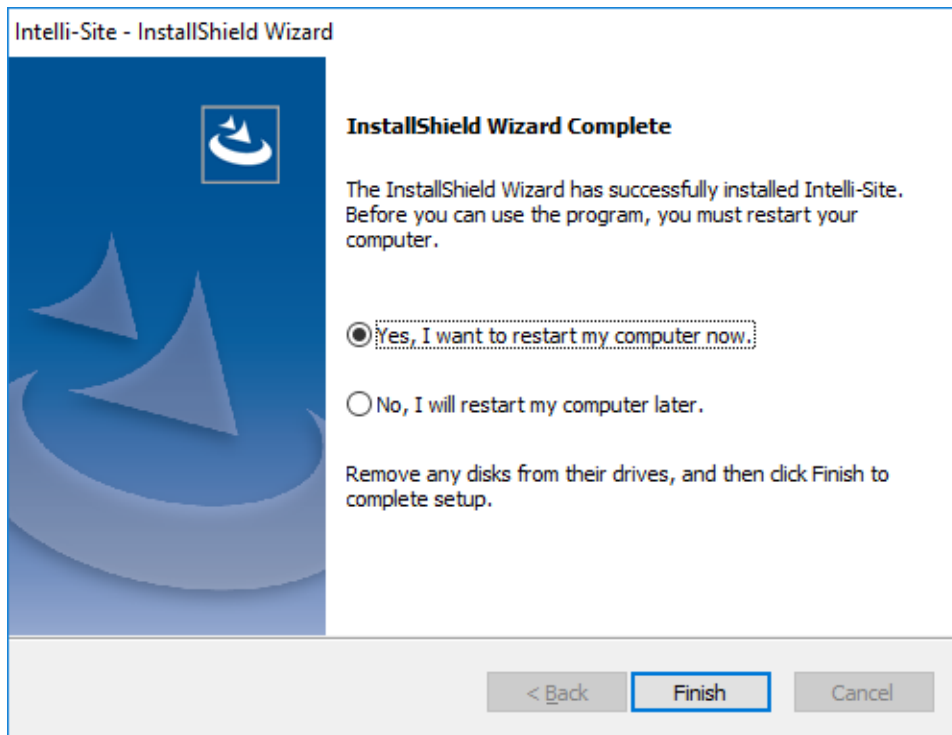 Intelli-Site - InstallShield Wizard
InstallShield Wizard Complete
The InstallShield Wizard has successfully installed Intelli-Site.
Before you can use the program, you must restart your
computer.
Yes, I want to restart my computer now.
No, I will restart my computer later.
Remove any disks from their drives, and then click Finish to
complete setup.
< Back
Finish
Cancel